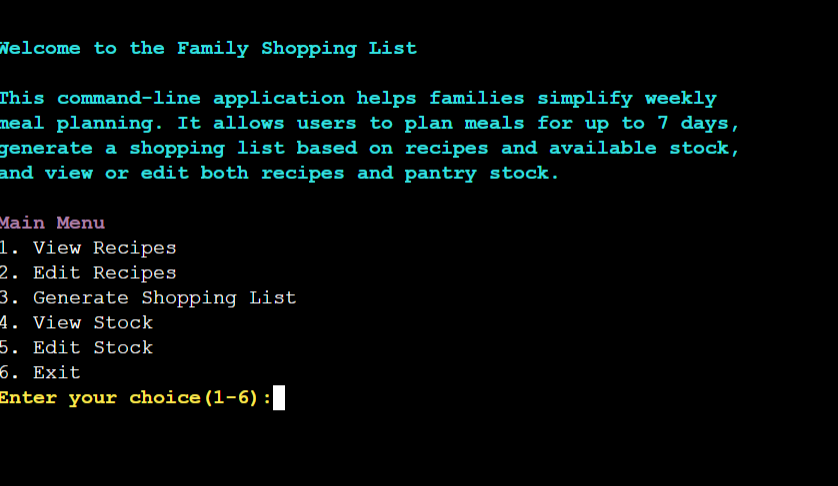 Welcome to the Family Shopping List
This command-line application helps families simplify weekly
meal planning. It allows users to plan meals for up to 7 days,
generate a shopping list based on recipes and available stock,
and view or edit both recipes and pantry stock.
Main Menu
1. View Recipes
2. Edit Recipes
3. Generate Shopping List
4. View Stock
5. Edit Stock
6. Exit
Enter your choice(1-6):